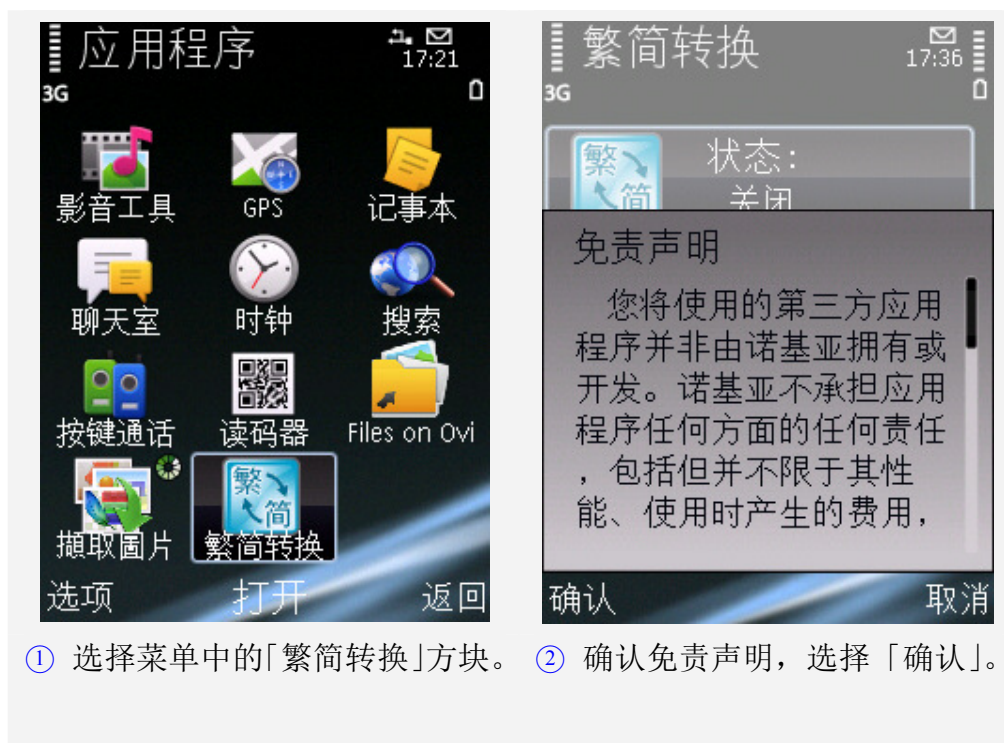 应用程序
17:21
3G
影音工具 GPS 记事本
聊天室 时钟 搜索
按键通话 读码器 Files on Ovi
繁
简
擷取圖片 繁简转换
选项 打开 返回
① 选择菜单中的「繁简转换」方块。
繁简转换
17:36
3G
繁
简
状态:
关闭
免责声明
您将使用的第三方应用
程序并非由诺基亚拥有或
开发。诺基亚不承担应用
程序任何方面的任何责任
，包括但并不限于其性
能、使用时产生的费用，
确认 取消
② 确认免责声明，选择「确认」。